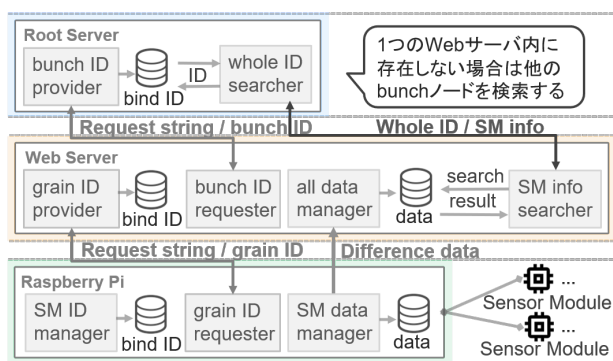 Root Server
bunch ID
provider
bind ID
ID
whole ID
searcher
1つのWebサーバ内に
存在しない場合は他の
bunchノードを検索する
Request string / bunch ID
Whole ID / SM info
Web Server
grain ID
provider
bind ID
bunch ID
requester
all data
manager
data
search
result
SM info
searcher
Request string / grain ID
Difference data
Raspberry Pi
SM ID
manager
bind ID
grain ID
requester
SM data
manager
data
...
Sensor Module
...
Sensor Module